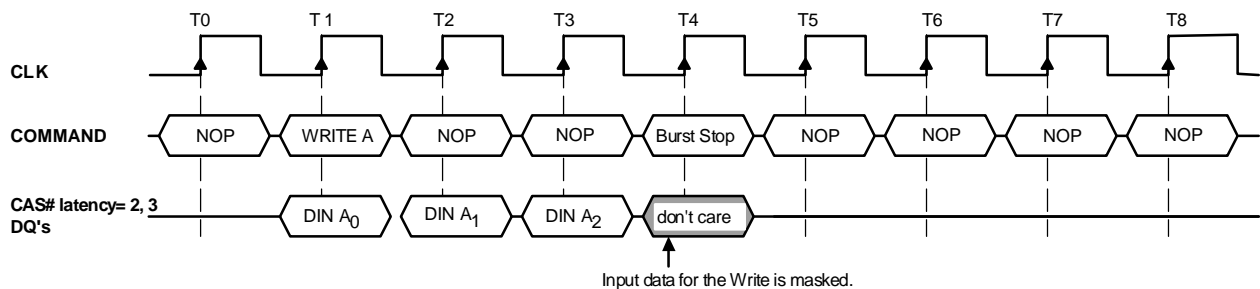 T0 T1 T2 T3 T4 T5 T6 T7 T8
CLK
COMMAND NOP WRITE A NOP NOP Burst Stop NOP NOP NOP NOP
CAS# latency= 2, 3
DQ's DIN A0 DIN A1 DIN A2 don't care
Input data for the Write is masked.